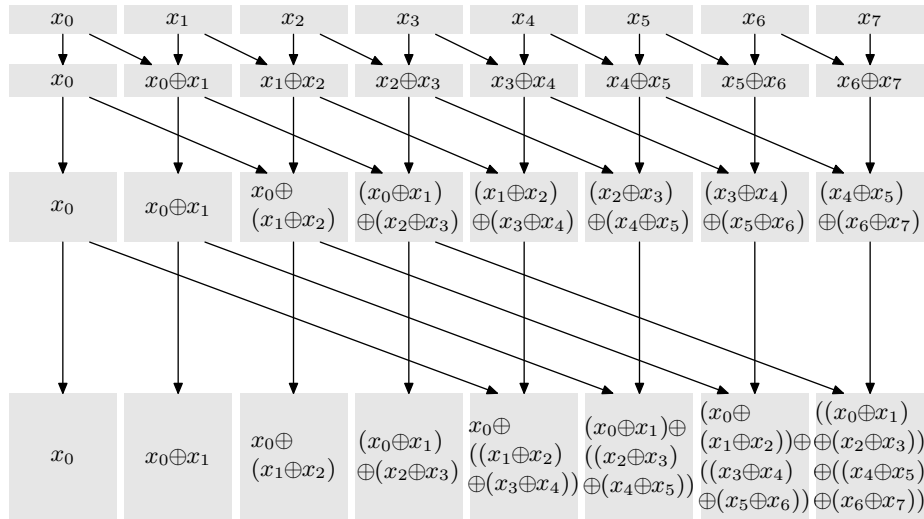 x₀ x₁ x₂ x₃ x₄ x₅ x₆ x₇
x₀ x₀⊕x₁ x₁⊕x₂ x₂⊕x₃ x₃⊕x₄ x₄⊕x₅ x₅⊕x₆ x₆⊕x₇
x₀
x₀⊕x₁
x₀⊕
(x₁⊕x₂)
(x₀⊕x₁)
⊕(x₂⊕x₃)
(x₁⊕x₂)
⊕(x₃⊕x₄)
(x₂⊕x₃)
⊕(x₄⊕x₅)
(x₃⊕x₄)
⊕(x₅⊕x₆)
(x₄⊕x₅)
⊕(x₆⊕x₇)
x₀
x₀⊕x₁
x₀⊕
(x₁⊕x₂)
(x₀⊕x₁)
⊕(x₂⊕x₃)
x₀⊕
((x₁⊕x₂)
⊕(x₃⊕x₄))
(x₀⊕x₁)⊕
((x₂⊕x₃)
⊕(x₄⊕x₅))
(x₀⊕
(x₁⊕x₂))⊕
((x₃⊕x₄)
⊕(x₅⊕x₆))
((x₀⊕x₁)
⊕(x₂⊕x₃))
⊕((x₄⊕x₅)
⊕(x₆⊕x₇))